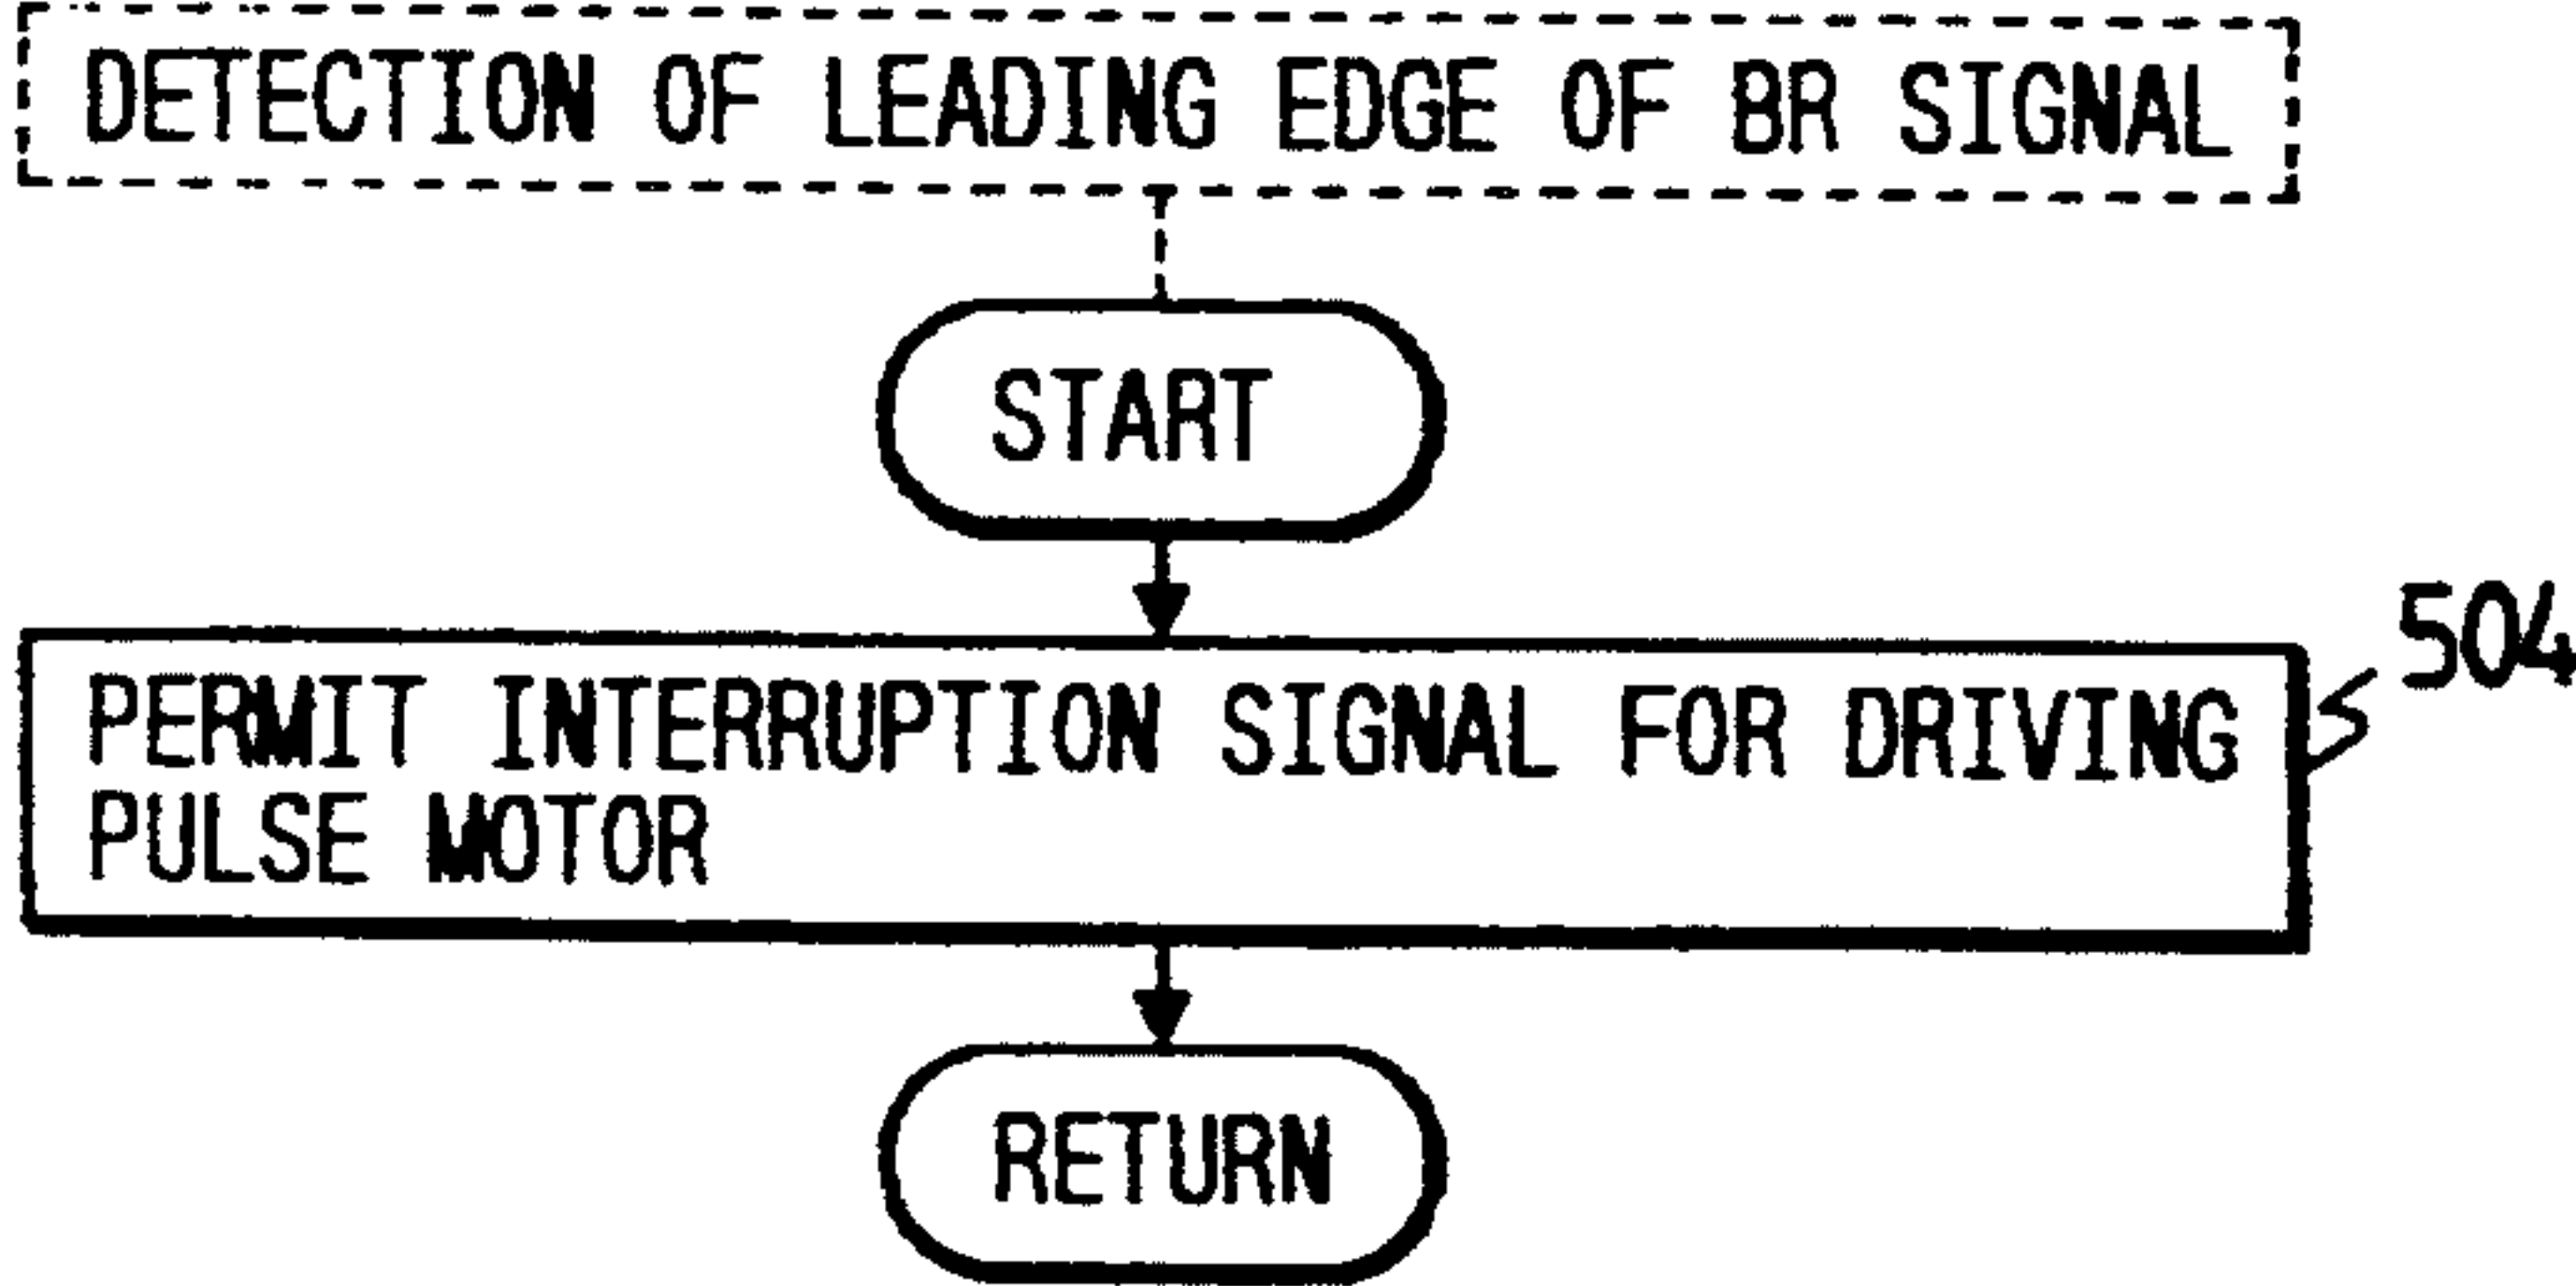 DETECTION OF LEADING EDGE OF BR SIGNAL
START
504
PERMIT INTERRUPTION SIGNAL FOR DRIVING
PULSE MOTOR
RETURN